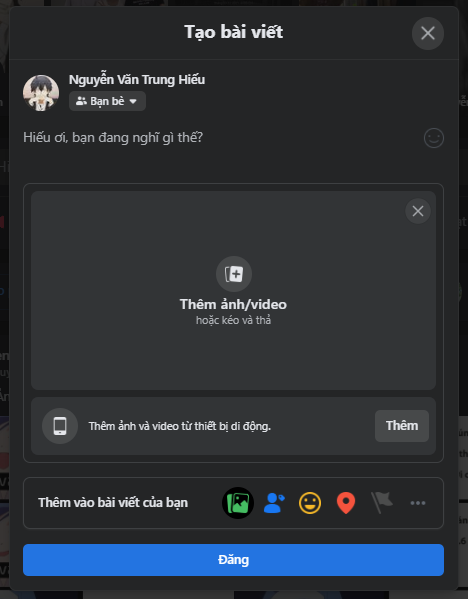 Tạo bài viết
Nguyễn Văn Trung Hiếu
Bạn bè
Hiếu ơi, bạn đang nghĩ gì thế?
Thêm ảnh/video
hoặc kéo và thả
Thêm ảnh và video từ thiết bị di động.
Thêm
Thêm vào bài viết của bạn
Đăng